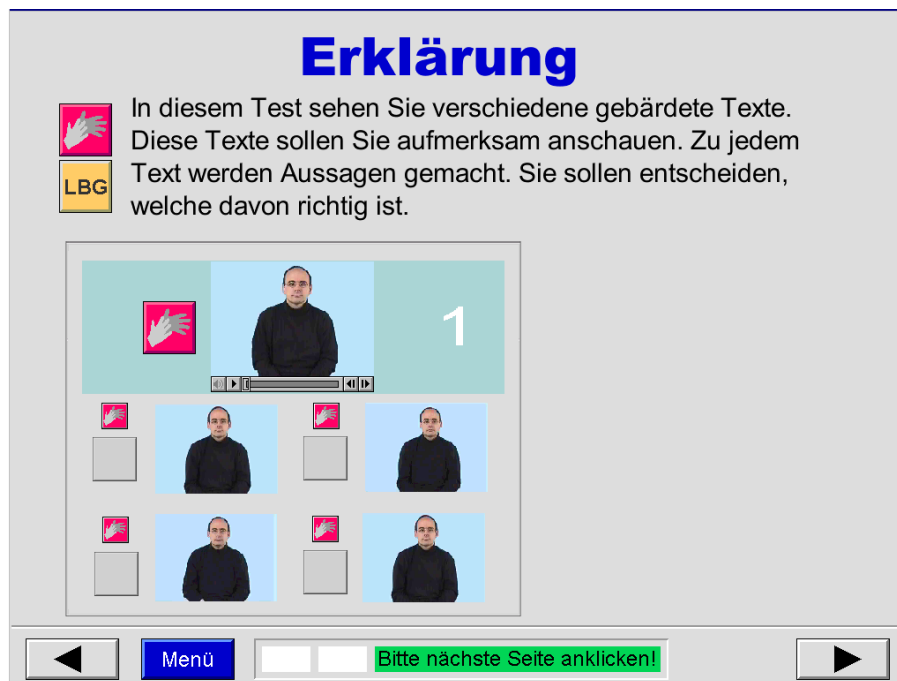 Erklärung
In diesem Test sehen Sie verschiedene gebärdete Texte.
Diese Texte sollen Sie aufmerksam anschauen. Zu jedem
LBG
Text werden Aussagen gemacht. Sie sollen entscheiden,
welche davon richtig ist.
1
Menü
Bitte nächste Seite anklicken!